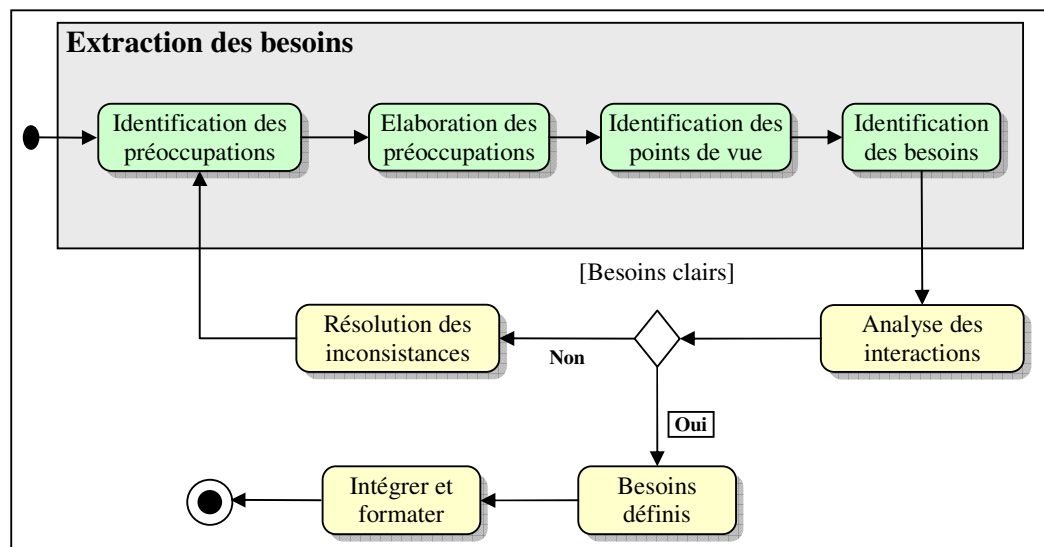 Extraction des besoins
Identification des
préoccupations
Elaboration des
préoccupations
Identification des
points de vue
Identification
des besoins
[Besoins clairs]
Résolution des
inconsistances
Non
Analyse des
interactions
Oui
Intégrer et
formater
Besoins
définis